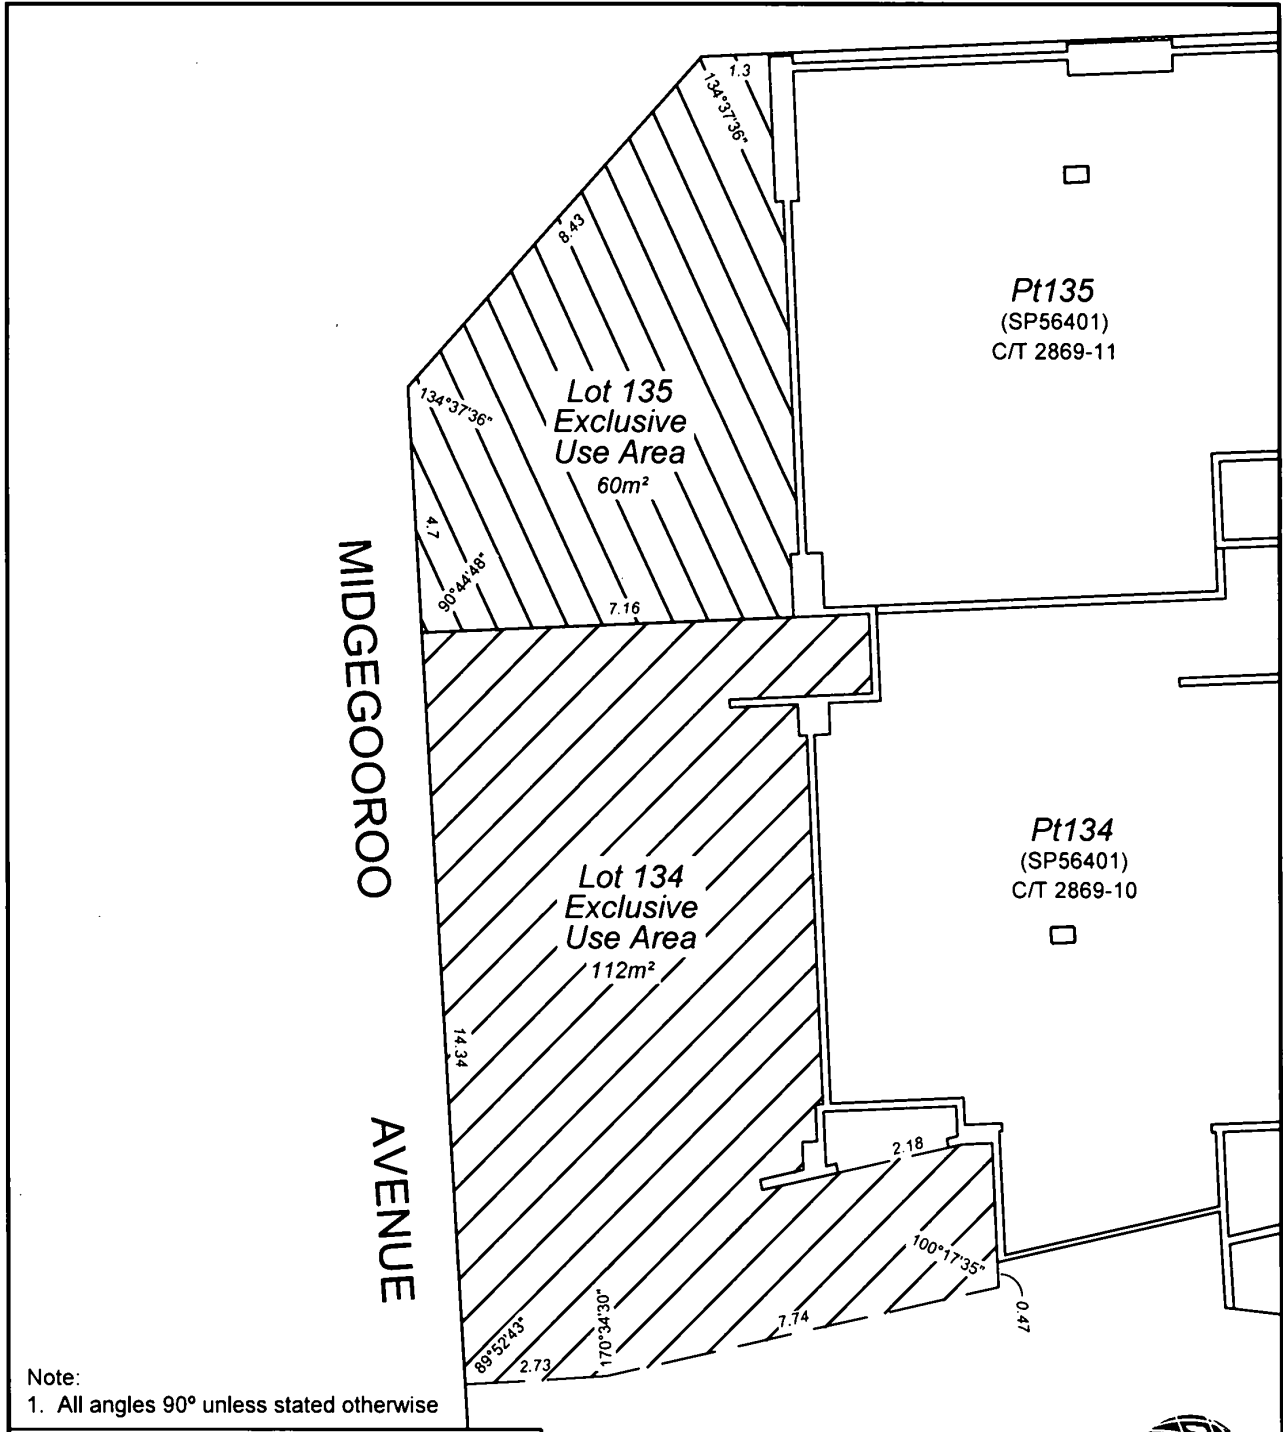 1.3
134°37'36"
8.43
Pt135
(SP56401)
C/T 2869-11
Lot 135
Exclusive
Use Area
60m²
134°37'36"
4.7
90°44'48"
7.16
MIDGEGOOROO
AVENUE
Pt134
(SP56401)
C/T 2869-10
Lot 134
Exclusive
Use Area
112m²
14.34
2.18
100°17'35"
0.47
7.74
170°34'30"
89°52'43"
2.73
Note:
1. All angles 90° unless stated otherwise